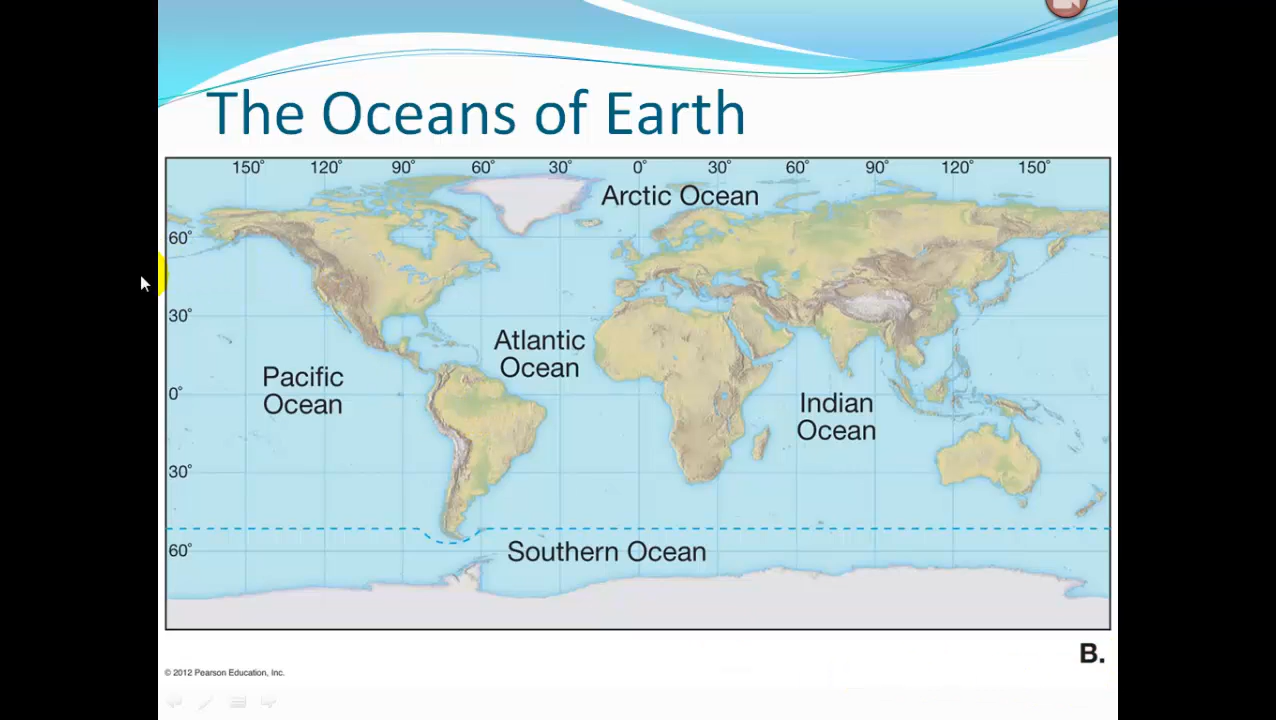 The Oceans of Earth
150° 120° 90° 60° 30° 0° 30° 60° 90° 120° 150°
Arctic Ocean
60°
30°
Atlantic
Ocean
Pacific
Ocean
0°
Indian
Ocean
30°
60°
Southern Ocean
B.
© 2012 Pearson Education, Inc.